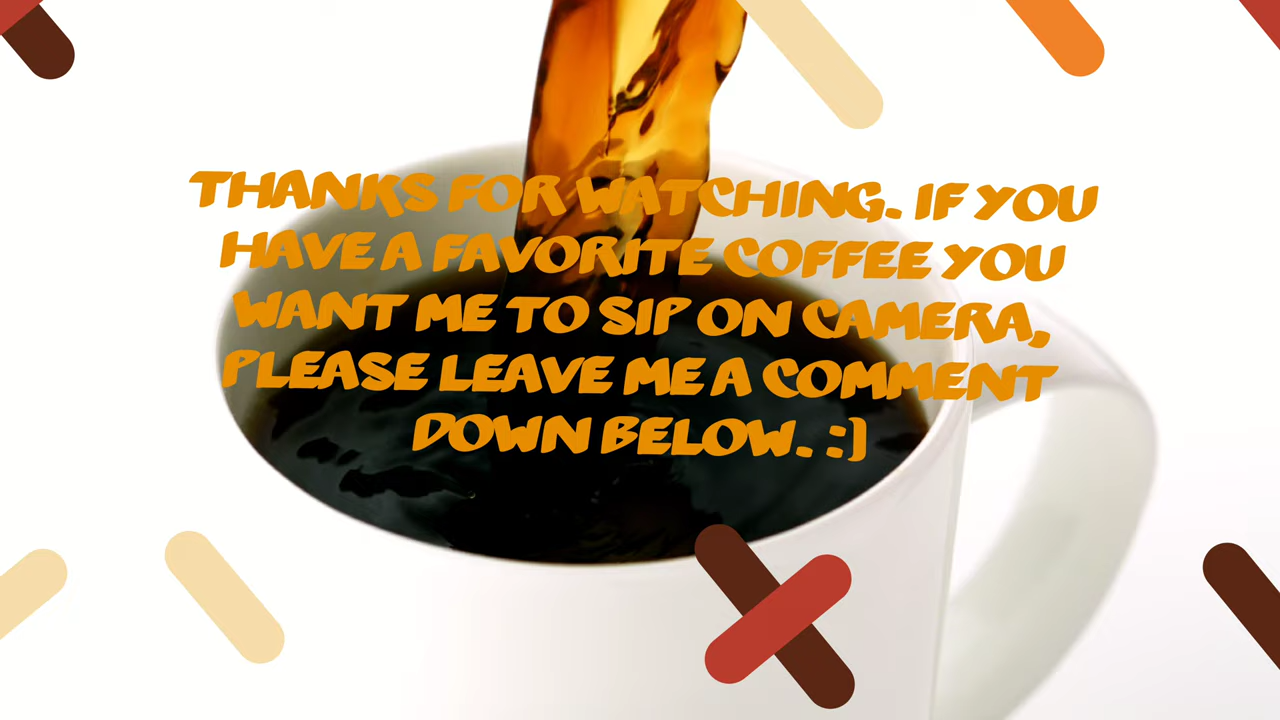 THANKS FOR WATCHING. IF YOU
HAVE A FAVORITE COFFEE YOU
WANT ME TO SIP ON CAMERA,
PLEASE LEAVE ME A COMMENT
DOWN BELOW. :)